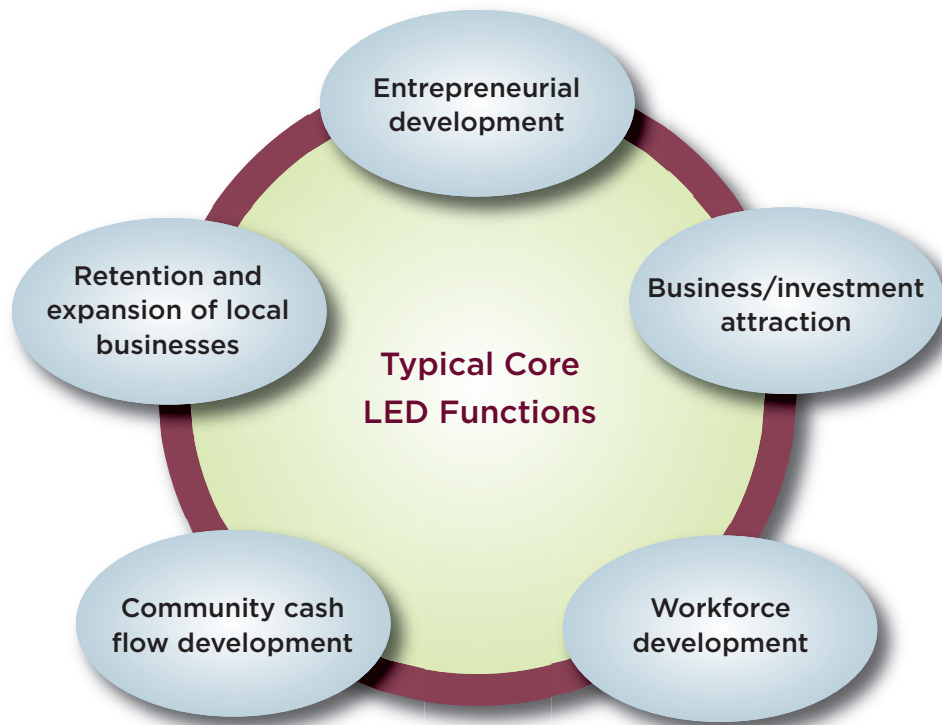 Entrepreneurial
development
Business/investment
attraction
Workforce
development
Community cash
flow development
Retention and
expansion of local
businesses
Typical Core
LED Functions